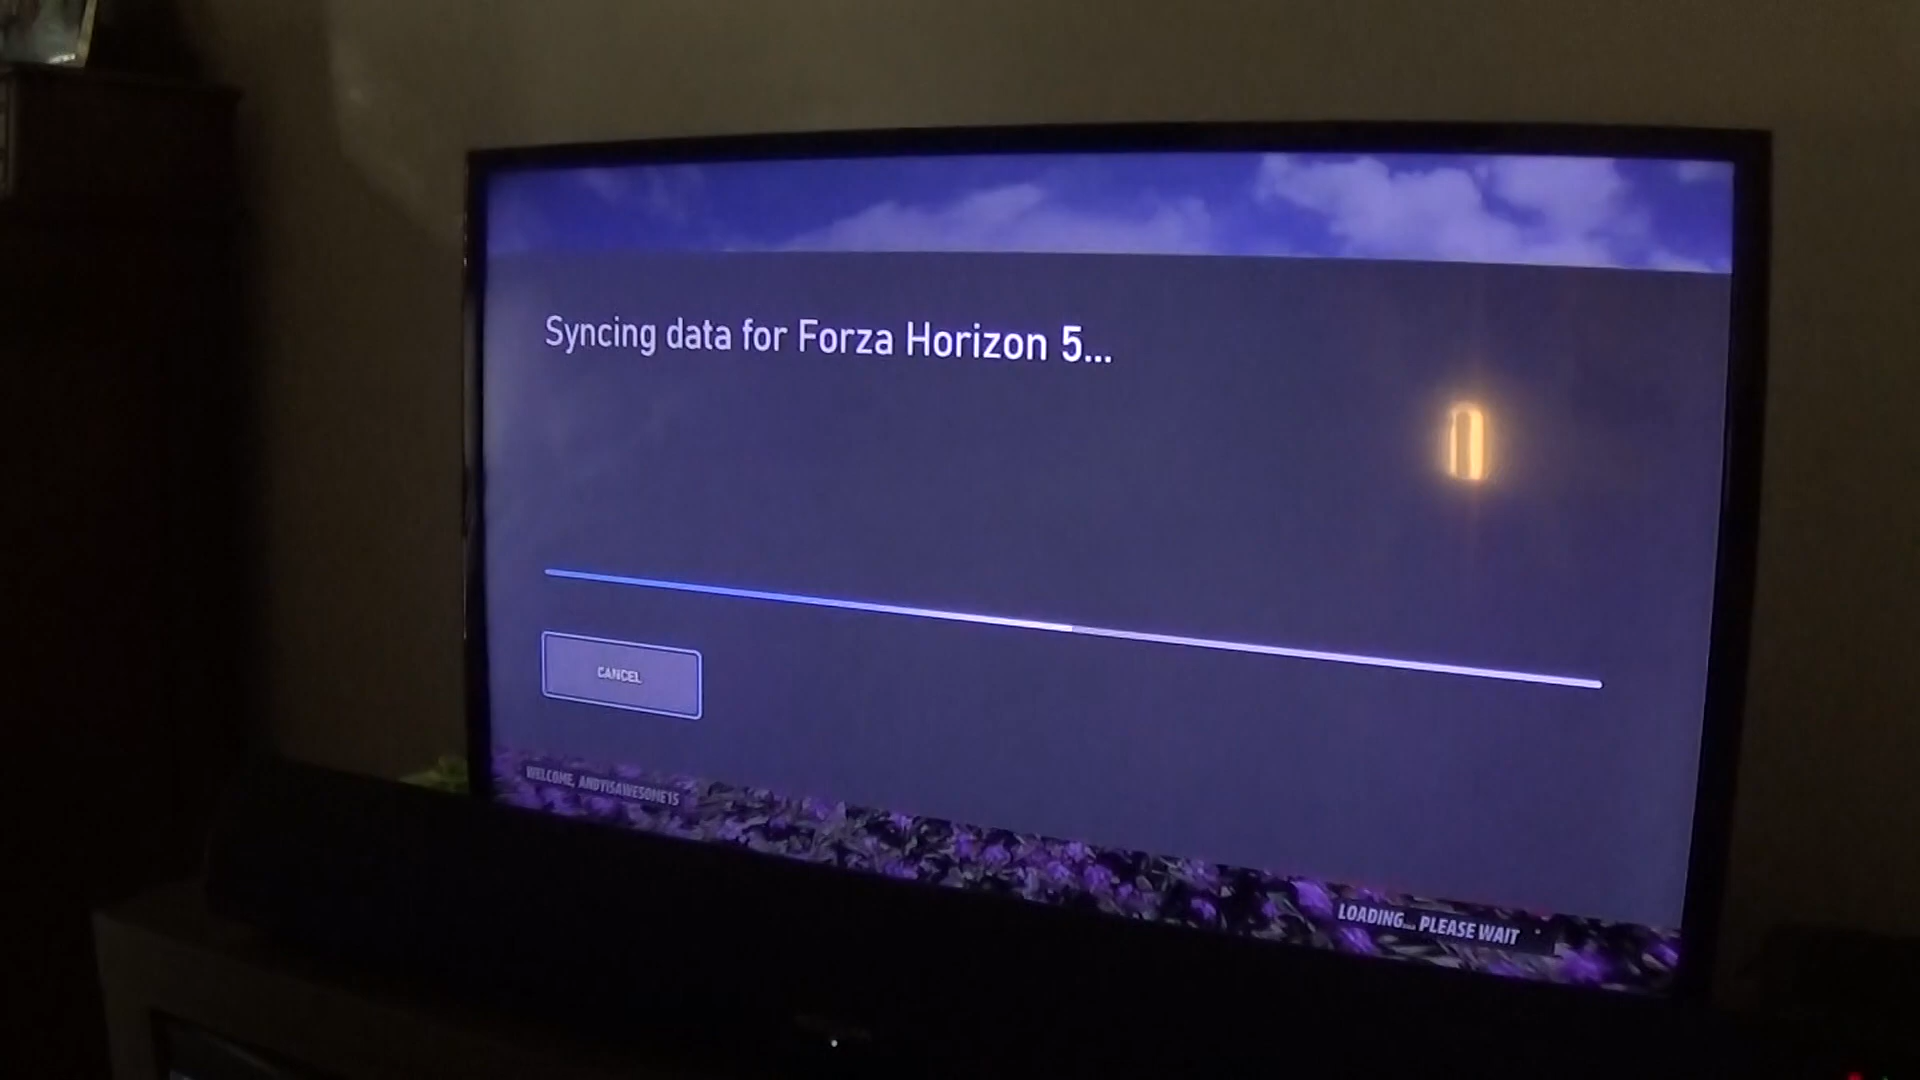 Syncing data for Forza Horizon 5...
CANCEL
WELCOME, ANDYISAWESOME15
LOADING... PLEASE WAIT